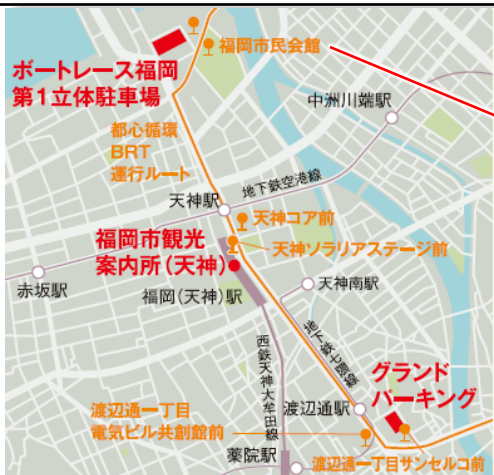 福岡市民会館
ボートレース福岡
第1立体駐車場
中洲川端駅
都心循環
BRT
運行ルート
地下鉄空港線
天神駅
天神コア前
福岡市観光
案内所(天神)
天神ソラリアステージ前
赤坂駅
福岡(天神)駅
天神南駅
西鉄天神大牟田線
地下鉄七隈線
グランド
パーキング
渡辺通一丁目
電気ビル共創館前
渡辺通駅
薬院駅
渡辺通一丁目サンセルコ前